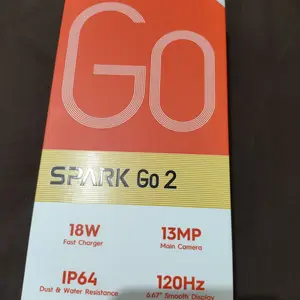 GO
SPARK Go 2
18W
Fast Charger
13MP
Main Camera
IP64
Dust & Water Resistance
120Hz
6.67" Smooth Display